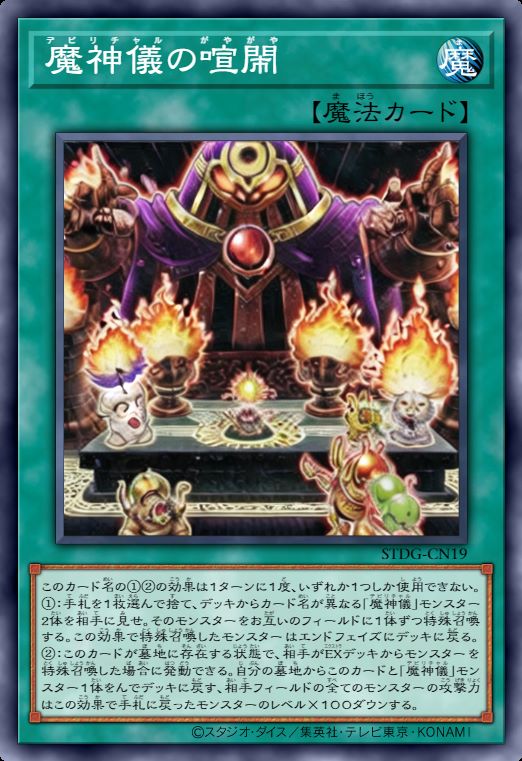 魔神儀の喧閙
【魔法カード】
STDG-CN19
このカード名の①②の効果は1ターンに1度、いずれか1つしか使用できない。
①:手札を1枚選んで捨て、デッキからカード名が異なる「魔神儀」モンスター
2体を相手に見せ。そのモンスターをお互いのフィールドに1体ずつ特殊召喚
する。この効果で特殊召喚したモンスターはエンドフェイズにデッキに戻る。
②:このカードが墓地に存在する状態で、相手がEXデッキからモンスターを
特殊召喚した場合に発動できる。自分の墓地からこのカードと「魔神儀」モン
スター1体をんでデッキに戻す、相手フィールドの全てのモンスターの攻撃力
はこの効果で手札に戻ったモンスターのレベル×100ダウンする。
©スタジオ・ダイス/集英社・テレビ東京・KONAMI